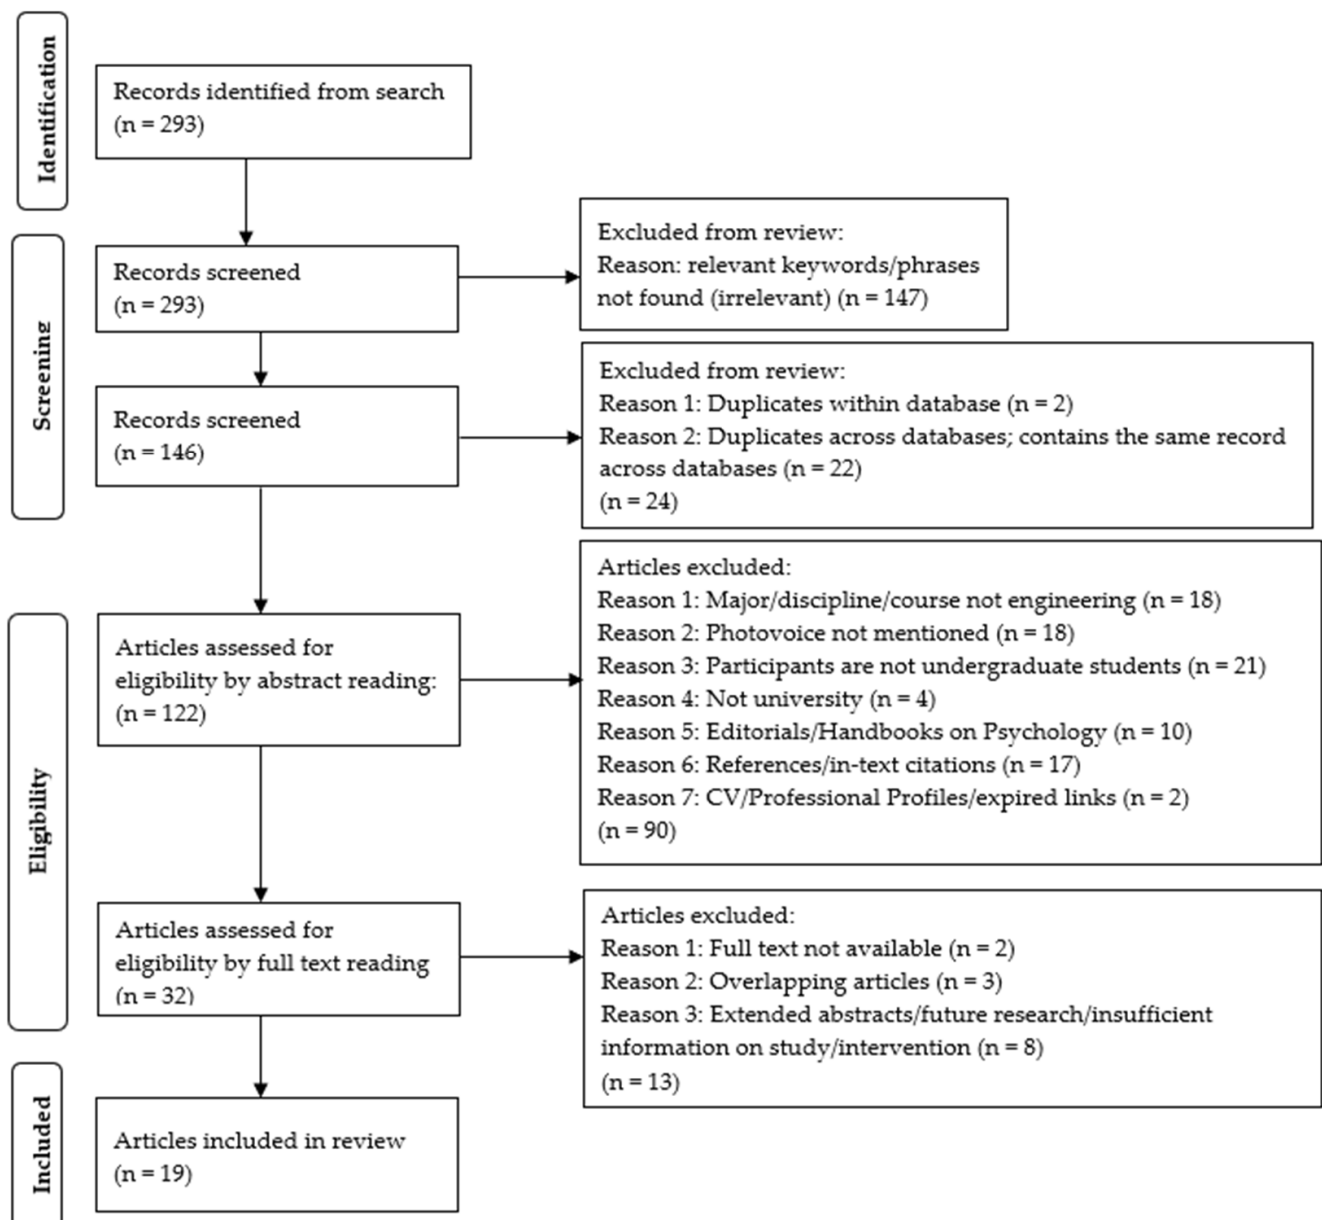 Identification
Records identified from search
(n = 293)
Screening
Records screened
(n = 293)
Excluded from review:
Reason: relevant keywords/phrases
not found (irrelevant) (n = 147)
Records screened
(n = 146)
Excluded from review:
Reason 1: Duplicates within database (n = 2)
Reason 2: Duplicates across databases; contains the same record
across databases (n = 22)
(n = 24)
Eligibility
Articles assessed for
eligibility by abstract reading:
(n = 122)
Articles excluded:
Reason 1: Major/discipline/course not engineering (n = 18)
Reason 2: Photovoice not mentioned (n = 18)
Reason 3: Participants are not undergraduate students (n = 21)
Reason 4: Not university (n = 4)
Reason 5: Editorials/Handbooks on Psychology (n = 10)
Reason 6: References/in-text citations (n = 17)
Reason 7: CV/Professional Profiles/expired links (n = 2)
(n = 90)
Articles assessed for
eligibility by full text reading
(n = 32)
Articles excluded:
Reason 1: Full text not available (n = 2)
Reason 2: Overlapping articles (n = 3)
Reason 3: Extended abstracts/future research/insufficient
information on study/intervention (n = 8)
(n = 13)
Included
Articles included in review
(n = 19)